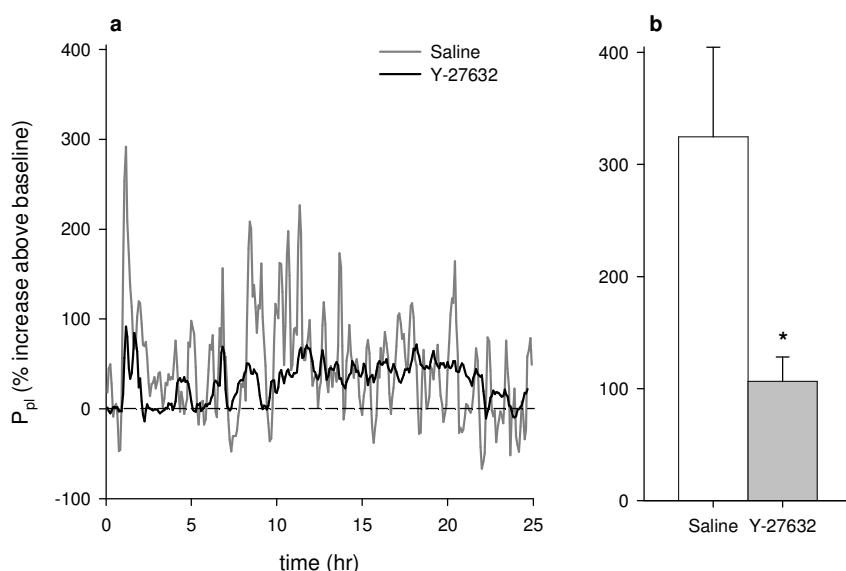 a
b
Saline
Y-27632
400
300
200
100
0
-100
P_pl (% increase above baseline)
0 5 10 15 20 25
time (hr)
400
300
200
100
0
*
Saline Y-27632